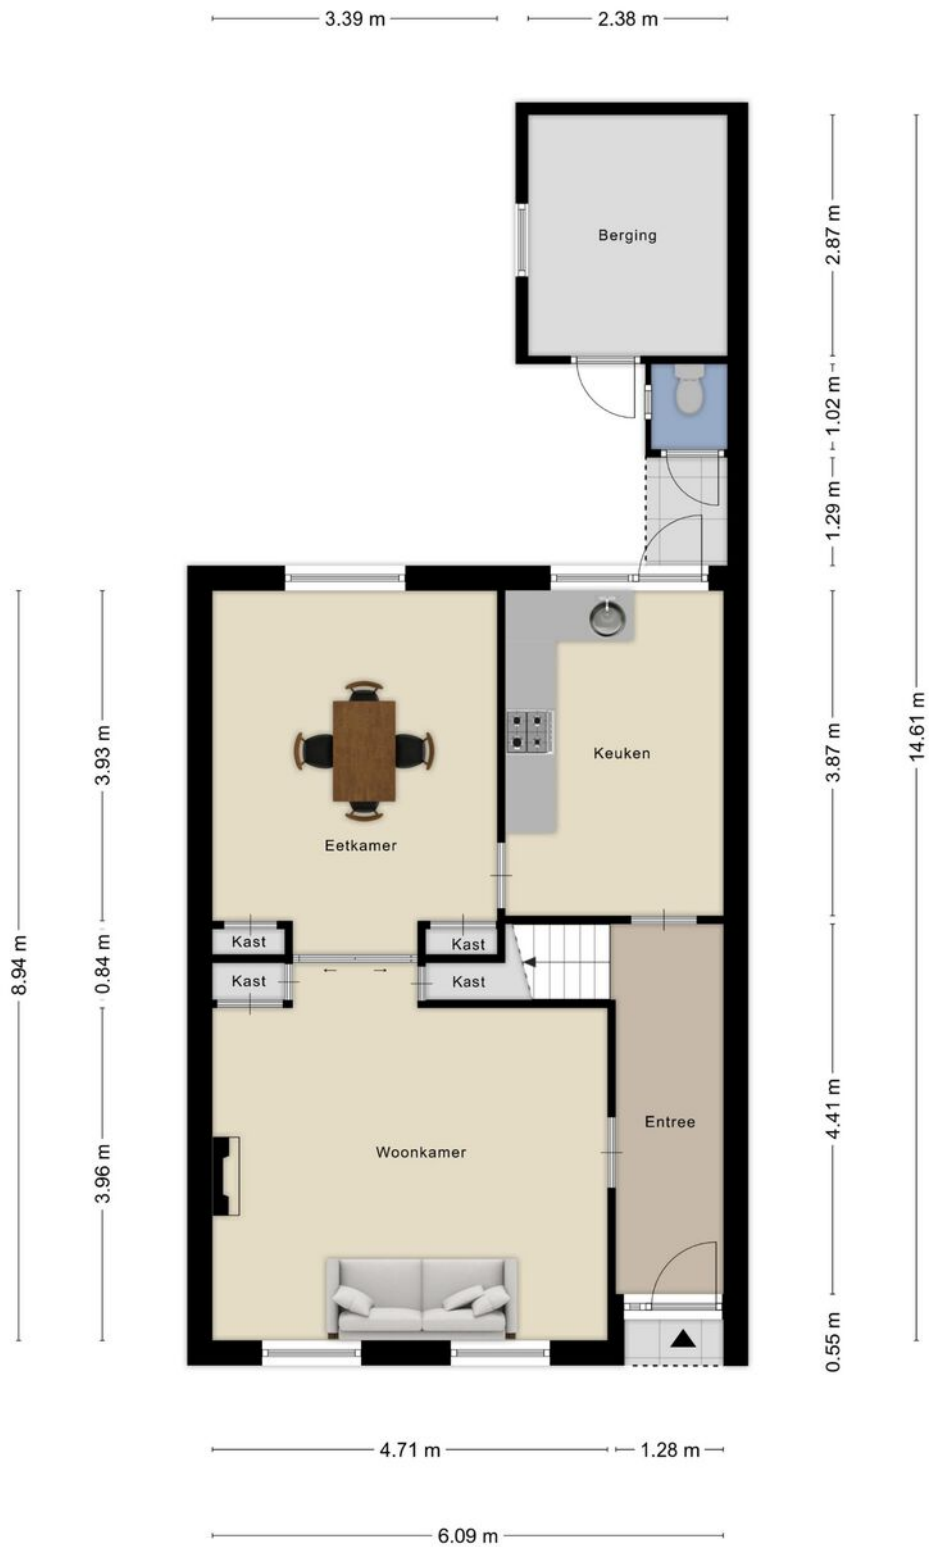 3.39 m
2.38 m
Berging
2.87 m
1.02 m
1.29 m
14.61 m
3.93 m
Keuken
3.87 m
Eetkamer
Kast
Kast
8.94 m
0.84 m
Kast
Kast
4.41 m
Entree
Woonkamer
3.96 m
0.55 m
4.71 m
1.28 m
6.09 m